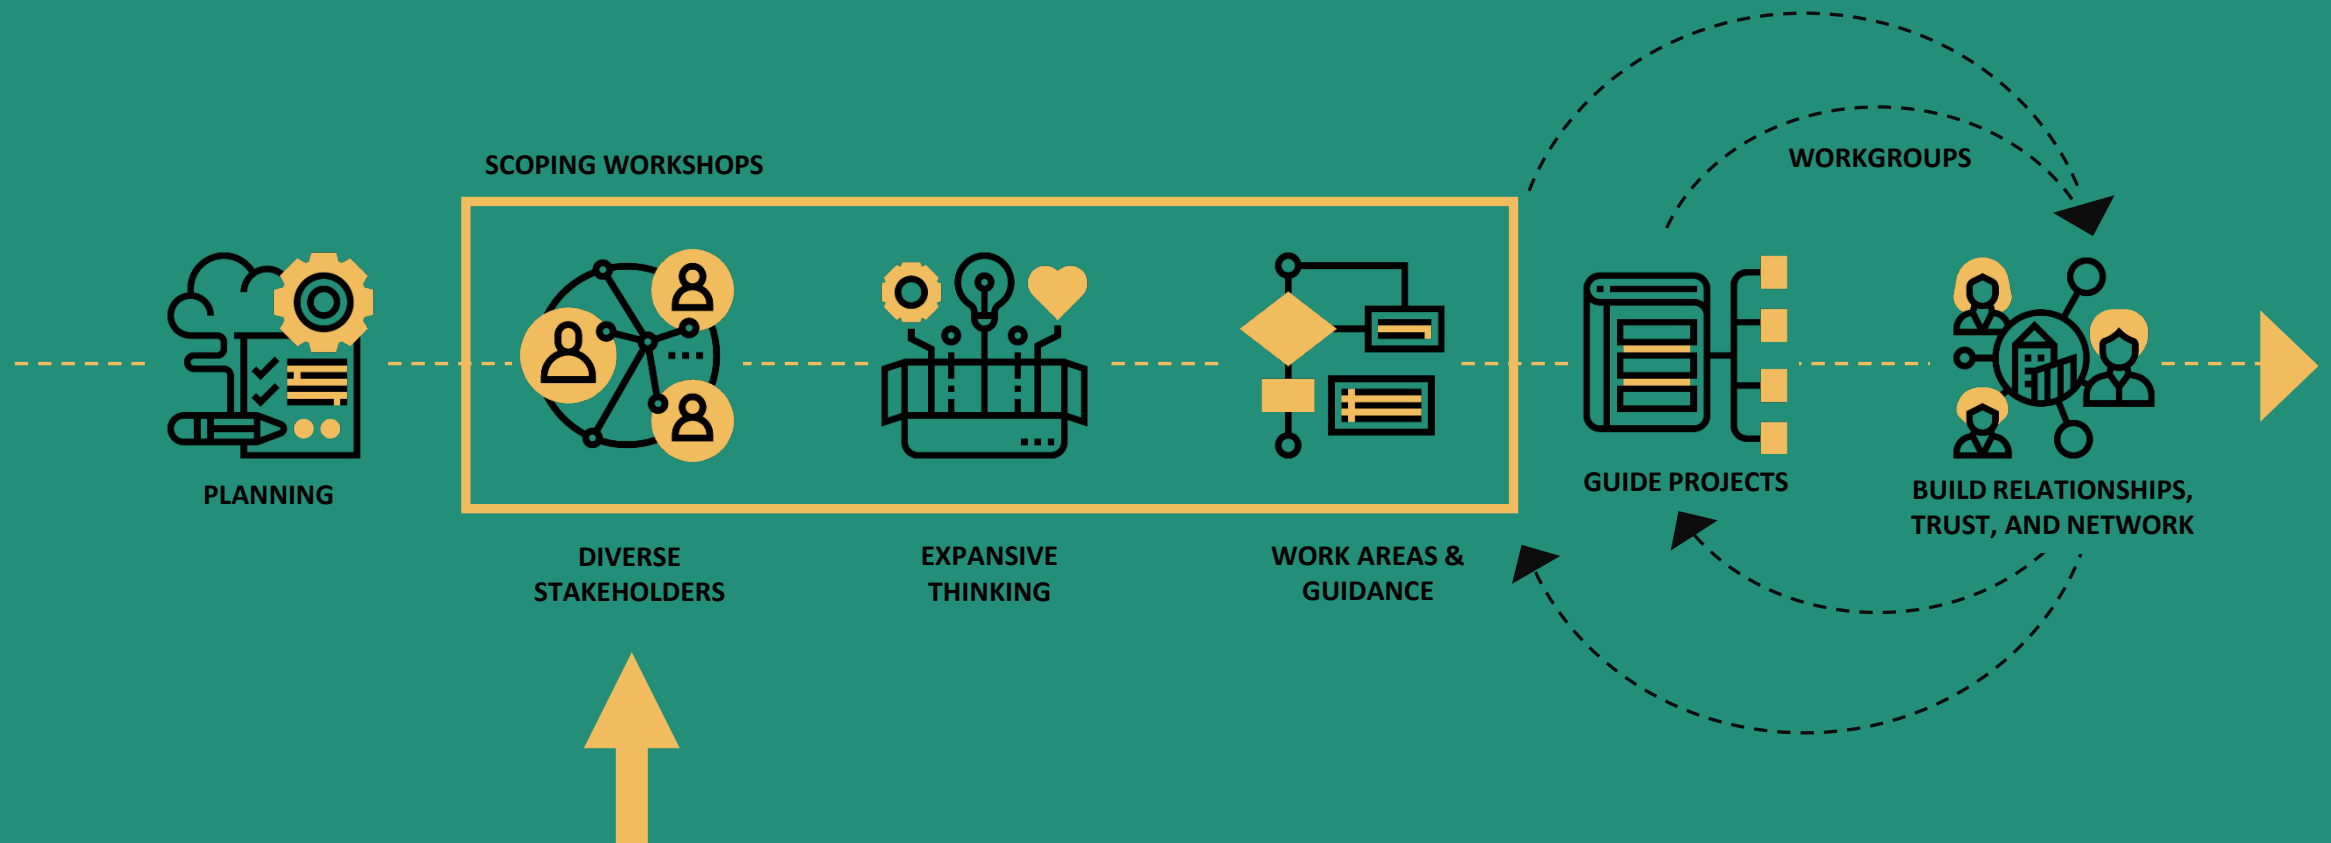 SCOPING WORKSHOPS
WORKGROUPS
PLANNING
DIVERSE
STAKEHOLDERS
EXPANSIVE
THINKING
WORK AREAS &
GUIDANCE
GUIDE PROJECTS
BUILD RELATIONSHIPS,
TRUST, AND NETWORK